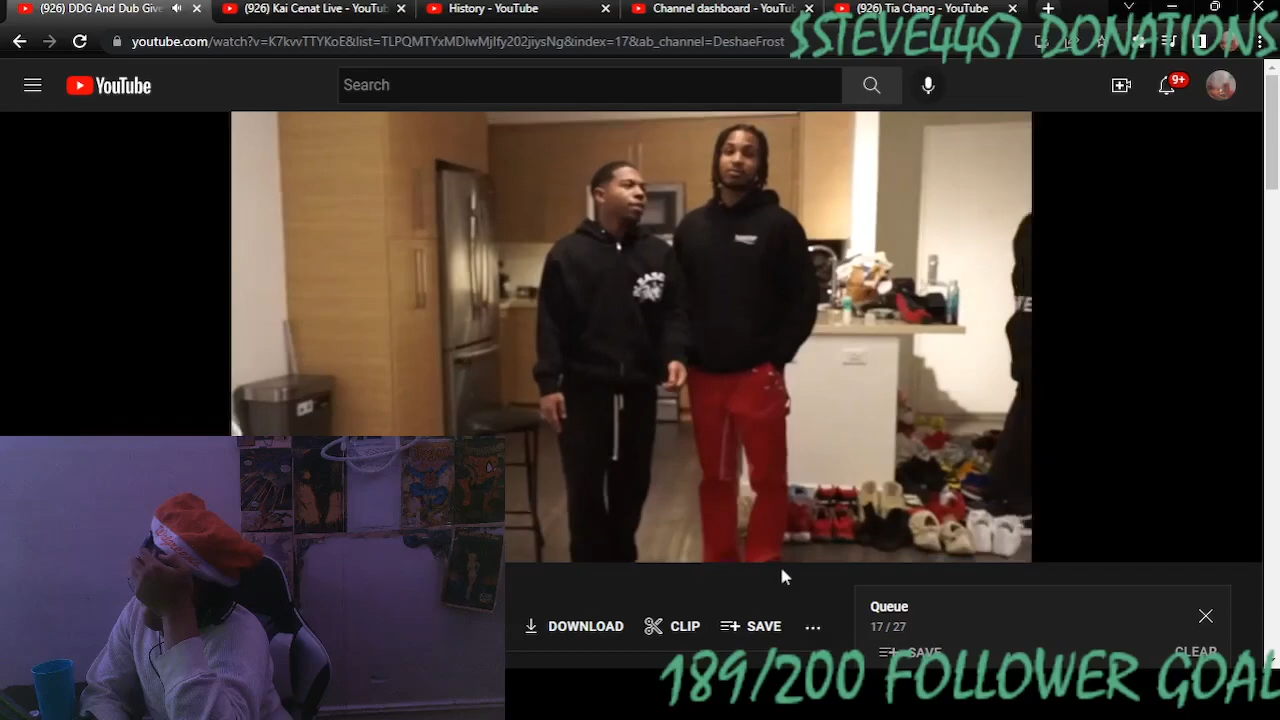 (926) DDG And Dub Give
(926) Kai Cenat Live - YouTub
History - YouTube
Channel dashboard - YouTub
(926) Tia Chang - YouTube
$STEVE4467 DONATIONS
youtube.com/watch?v=K7kvvTTYKoE&list=TLPQMTYxMDIwMjIfy202jiysNg&index=17&ab_channel=DeshaeFrost
YouTube
Search
9+
DOWNLOAD
CLIP
SAVE
...
Queue
17 / 27
SAVE
CLEAR
189/200 FOLLOWER GOAL